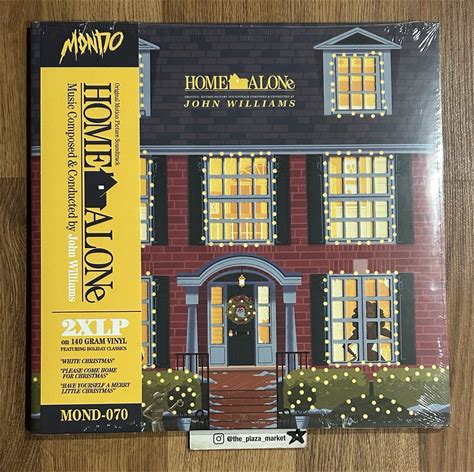 MONDO
HOME ALONe
Original Motion Picture Soundtrack
Music Composed & Conducted by John Williams
2XLP
on 140 GRAM VINYL
FEATURING HOLIDAY CLASSICS
"WHITE CHRISTMAS"
"PLEASE COME HOME
FOR CHRISTMAS"
"HAVE YOURSELF A MERRY
LITTLE CHRISTMAS"
MOND-070
HOME ALONe
ORIGINAL MOTION PICTURE SOUNDTRACK COMPOSED & CONDUCTED BY
JOHN WILLIAMS
@the_plaza_market